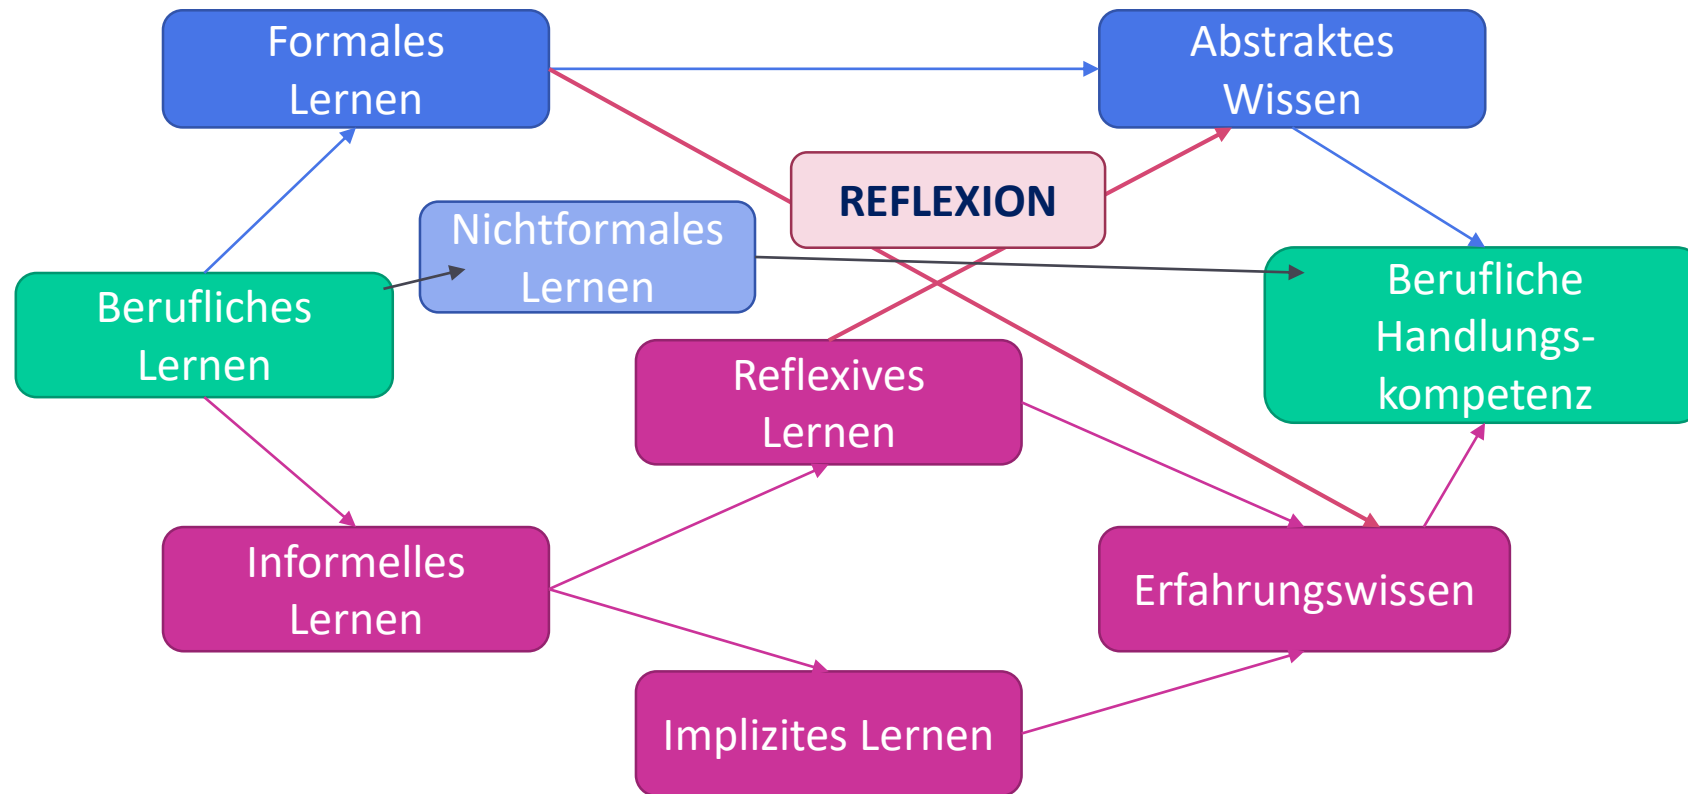 Formales
Lernen
Abstraktes
Wissen
REFLEXION
Nichtformales
Lernen
Berufliches
Lernen
Berufliche
Handlungs-
kompetenz
Reflexives
Lernen
Informelles
Lernen
Erfahrungswissen
Implizites Lernen